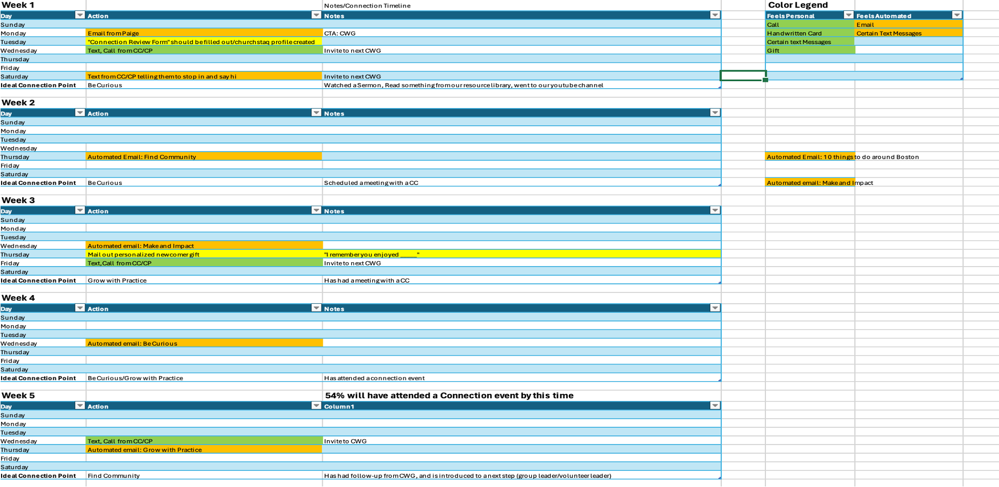 Week 1 Notes/Connection Timeline Color Legend
Day Action Notes Feels Personal Feels Automated
Sunday Call Email
Monday Email from Paige CTA: CWG Handwritten Card Certain Text Messages
Tuesday "Connection Review Form" should be filled out/churchstaq profile created Certain text Messages
Wednesday Text, Call from CC/CP Invite to next CWG Gift
Thursday
Friday
Saturday Text from CC/CP telling them to stop in and say hi Invite to next CWG
Ideal Connection Point Be Curious Watched a Sermon, Read something from our resource library, went to our youtube channel
Week 2
Day Action Notes
Sunday
Monday
Tuesday
Wednesday
Thursday Automated Email: Find Community Automated Email: 10 things to do around Boston
Friday
Saturday
Ideal Connection Point Be Curious Scheduled a meeting with a CC Automated email: Make and Impact
Week 3
Day Action Notes
Sunday
Monday
Tuesday
Wednesday Automated email: Make and Impact
Thursday Mail out personalized newcomer gift "I remember you enjoyed _____"
Friday Text,Call from CC/CP Invite to next CWG
Saturday
Ideal Connection Point Grow with Practice Has had a meeting with a CC
Week 4
Day Action Notes
Sunday
Monday
Tuesday
Wednesday Automated email: Be Curious
Thursday
Friday
Saturday
Ideal Connection Point Be Curious/Grow with Practice Has attended a connection event
Week 5 54% will have attended a Connection event by this time
Day Action Column1
Sunday
Monday
Tuesday
Wednesday Text, Call from CC/CP Invite to CWG
Thursday Automated email: Grow with Practice
Friday
Saturday
Ideal Connection Point Find Community Has had follow-up from CWG, and is introduced to a next step (group leader/volunteer leader)